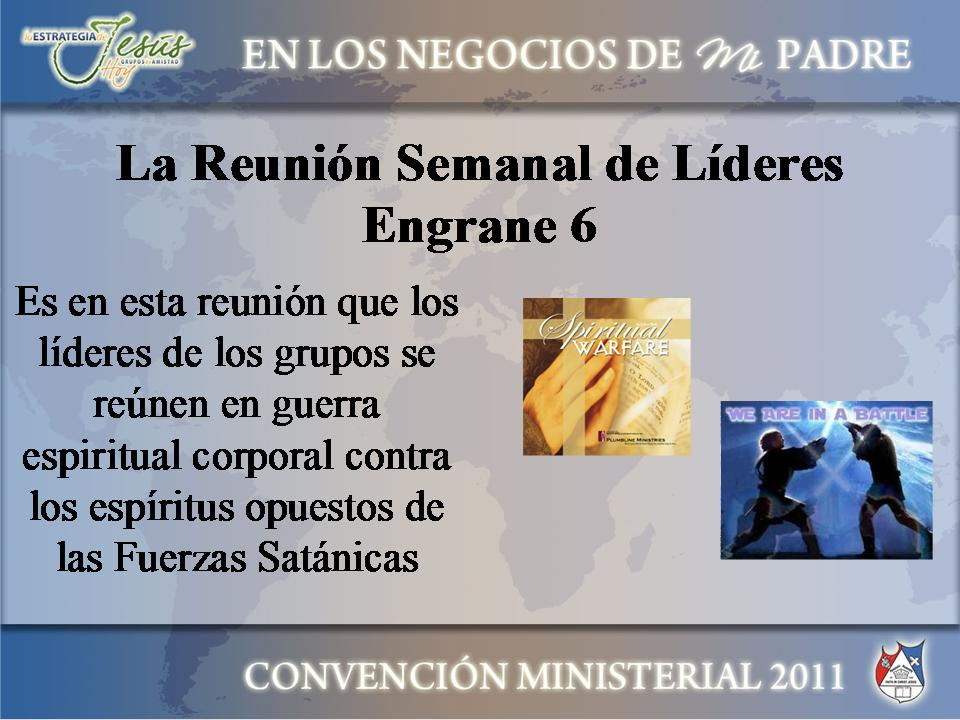 la ESTRATEGIA de
Jesús
GRUPOS de AMISTAD
Hoy
EN LOS NEGOCIOS DE Mi PADRE
La Reunión Semanal de Líderes
Engrane 6
Es en esta reunión que los
líderes de los grupos se
reúnen en guerra
espiritual corporal contra
los espíritus opuestos de
las Fuerzas Satánicas
Spiritual
WARFARE
O LORD
PLUMBLINE MINISTRIES
WE ARE IN A BATTLE
CONVENCIÓN MINISTERIAL 2011